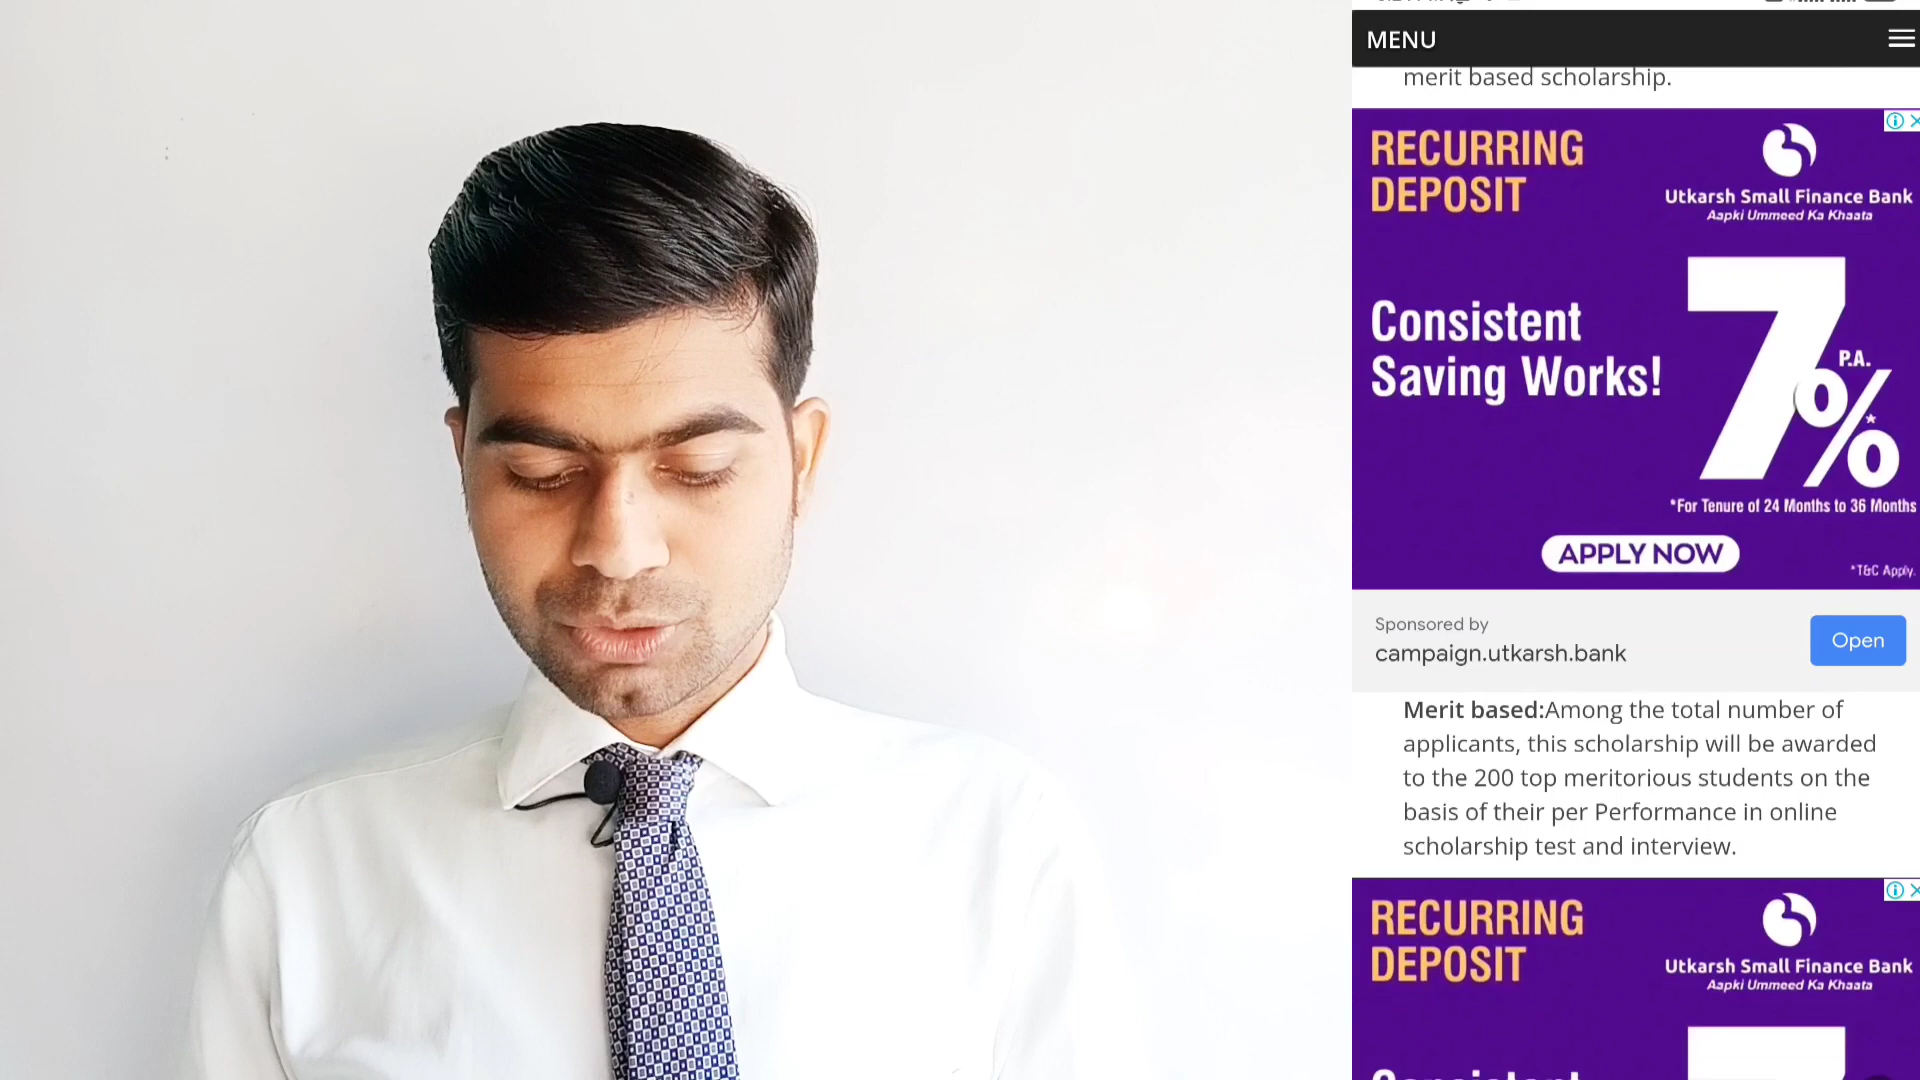 MENU
merit based scholarship.
RECURRING
DEPOSIT
Utkarsh Small Finance Bank
Aapki Ummeed Ka Khaata
Consistent
Saving Works!
7% P.A.
*
*For Tenure of 24 Months to 36 Months
APPLY NOW
*T&C Apply.
Sponsored by
campaign.utkarsh.bank
Open
Merit based:Among the total number of
applicants, this scholarship will be awarded
to the 200 top meritorious students on the
basis of their per Performance in online
scholarship test and interview.
RECURRING
DEPOSIT
Utkarsh Small Finance Bank
Aapki Ummeed Ka Khaata